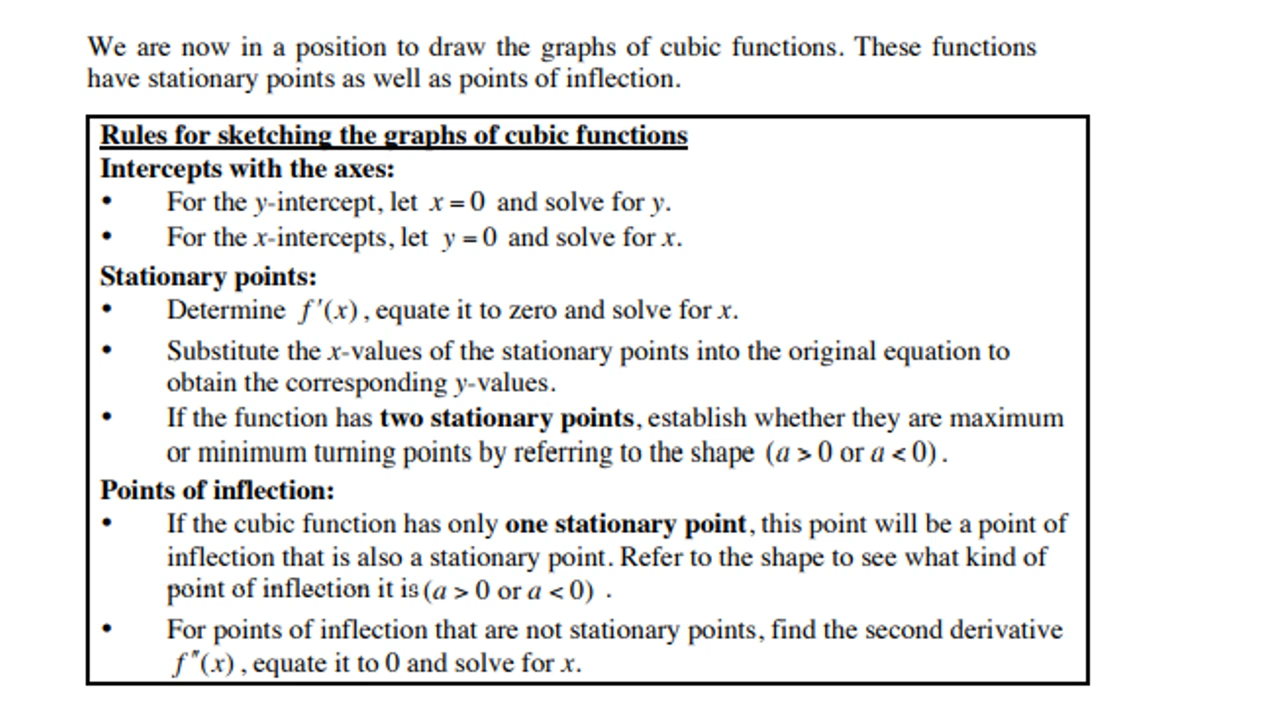 We are now in a position to draw the graphs of cubic functions. These functions
have stationary points as well as points of inflection.
Rules for sketching the graphs of cubic functions
Intercepts with the axes:
• For the y-intercept, let x = 0 and solve for y.
• For the x-intercepts, let y = 0 and solve for x.
Stationary points:
• Determine f '(x), equate it to zero and solve for x.
• Substitute the x-values of the stationary points into the original equation to
obtain the corresponding y-values.
• If the function has two stationary points, establish whether they are maximum
or minimum turning points by referring to the shape (a > 0 or a < 0).
Points of inflection:
• If the cubic function has only one stationary point, this point will be a point of
inflection that is also a stationary point. Refer to the shape to see what kind of
point of inflection it is (a > 0 or a < 0) .
• For points of inflection that are not stationary points, find the second derivative
f "(x), equate it to 0 and solve for x.